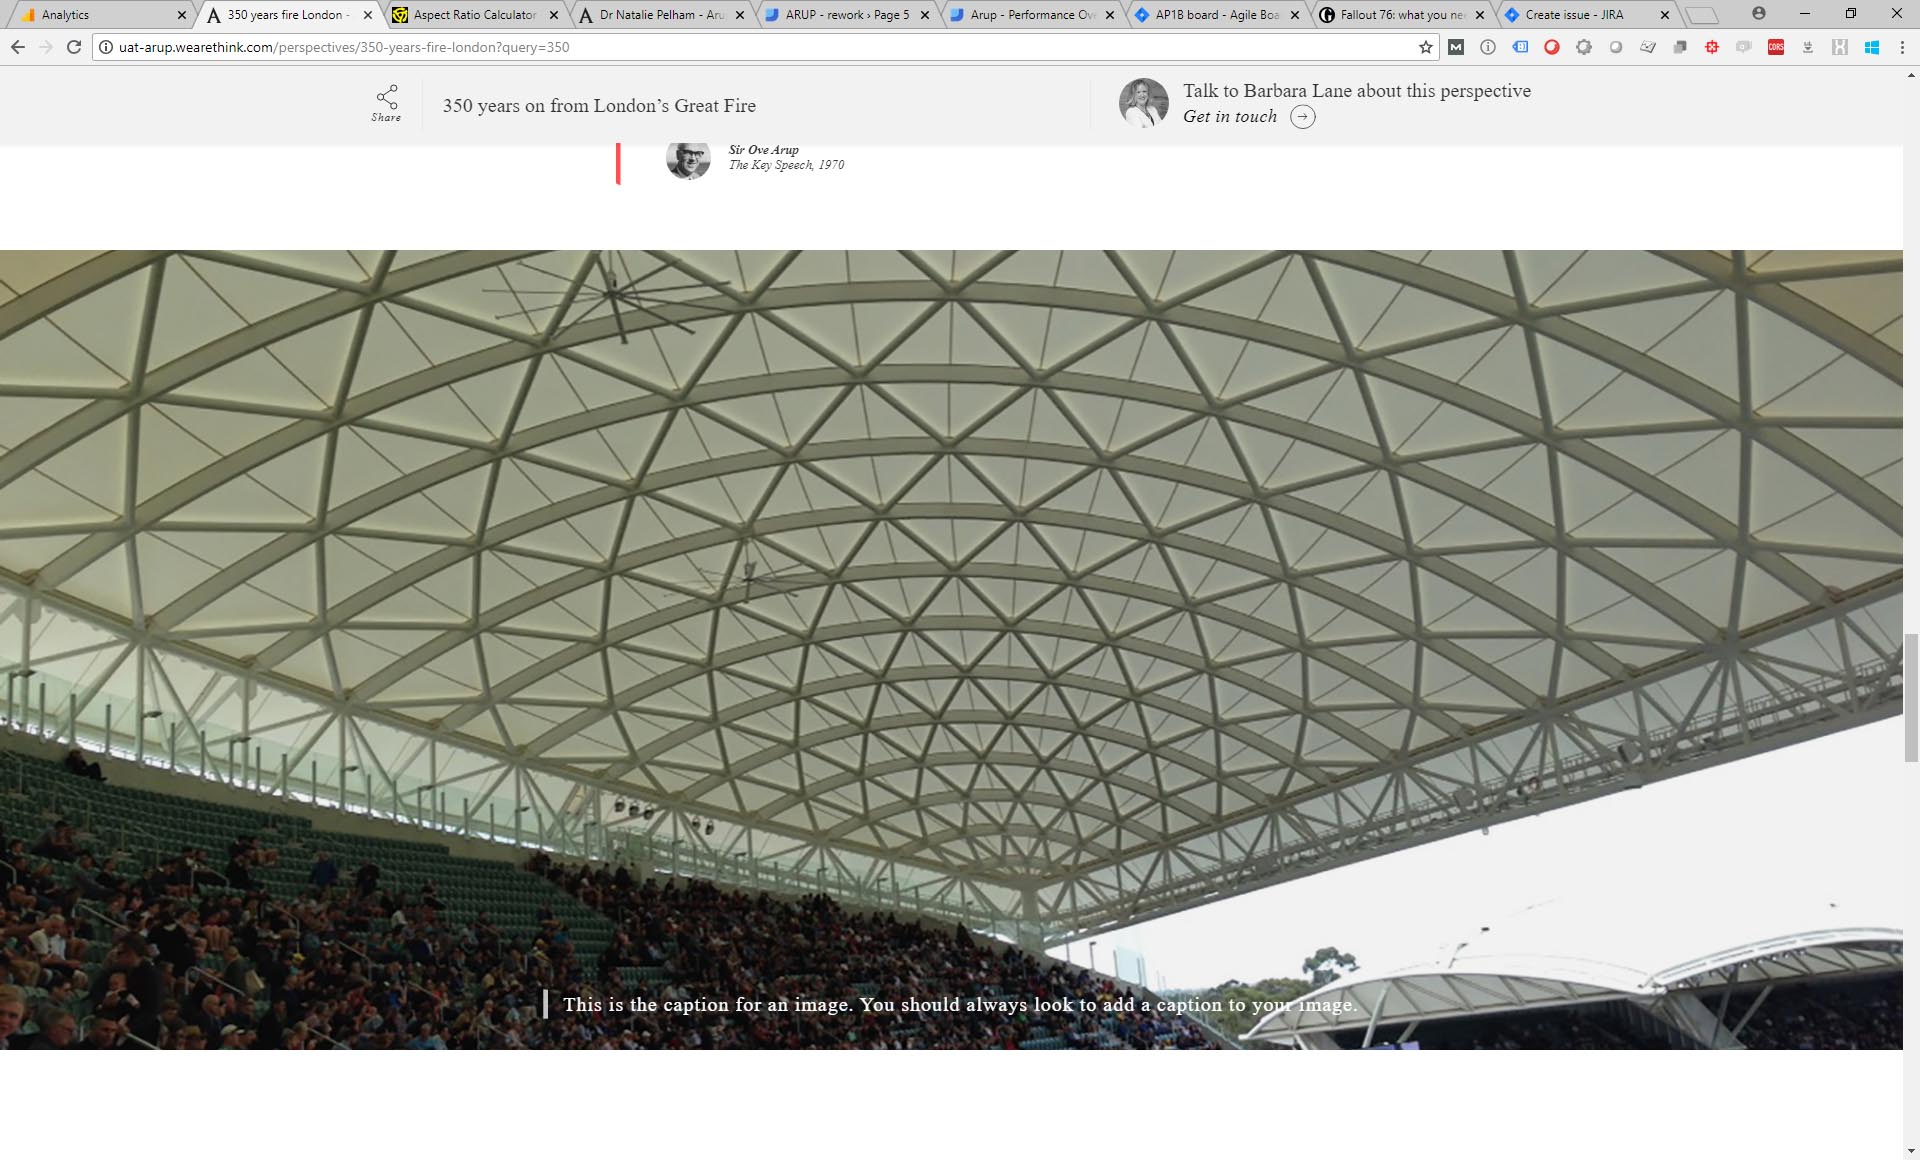 Analytics
350 years fire London -
Aspect Ratio Calculator
Dr Natalie Pelham - Aru
ARUP - rework › Page 5
Arup - Performance Ove
AP1B board - Agile Boa
Fallout 76: what you nee
Create issue - JIRA
uat-arup.wearethink.com/perspectives/350-years-fire-london?query=350
M
CORS
Share
350 years on from London’s Great Fire
Talk to Barbara Lane about this perspective
Get in touch
Sir Ove Arup
The Key Speech, 1970
This is the caption for an image. You should always look to add a caption to your image.